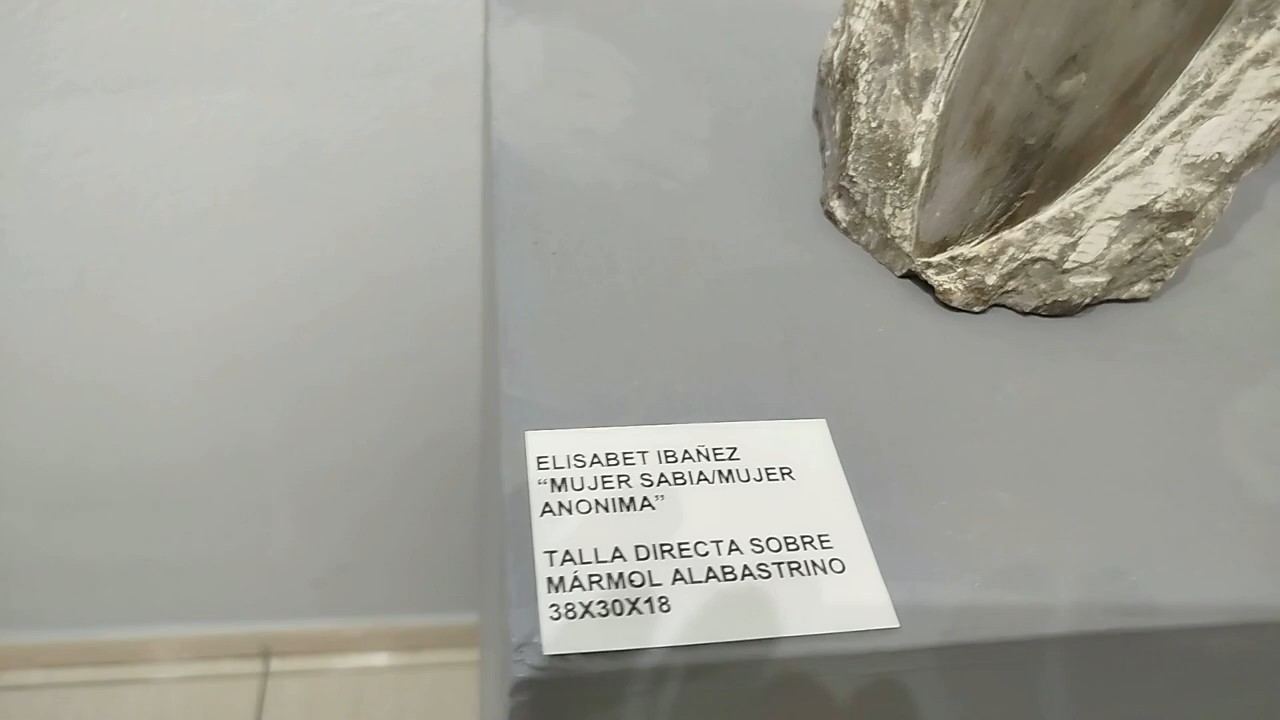 ELISABET IBAÑEZ
“MUJER SABIA/MUJER
ANONIMA”
TALLA DIRECTA SOBRE
MÁRMOL ALABASTRINO
38X30X18